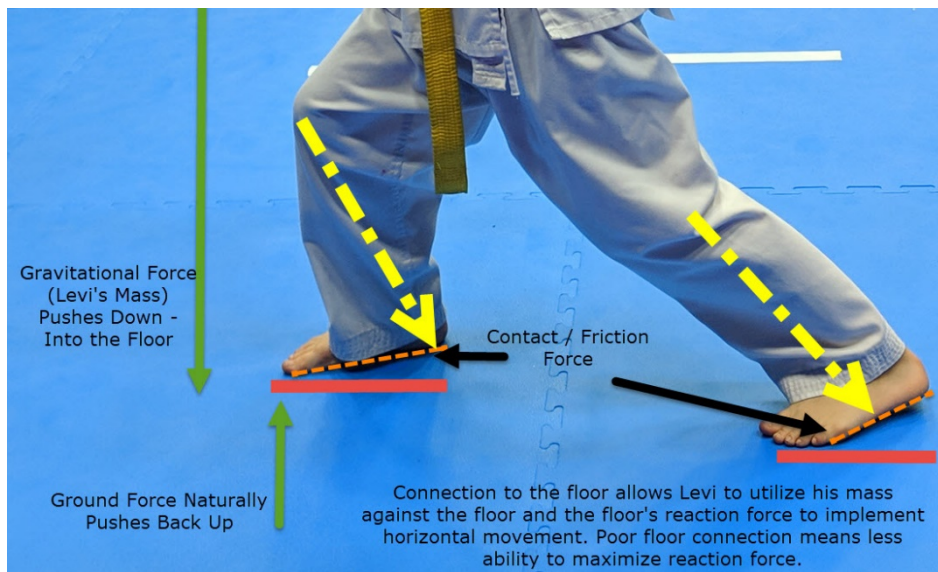 Gravitational Force
(Levi's Mass)
Pushes Down -
Into the Floor
Contact / Friction
Force
Ground Force Naturally
Pushes Back Up
Connection to the floor allows Levi to utilize his mass
against the floor and the floor's reaction force to implement
horizontal movement. Poor floor connection means less
ability to maximize reaction force.